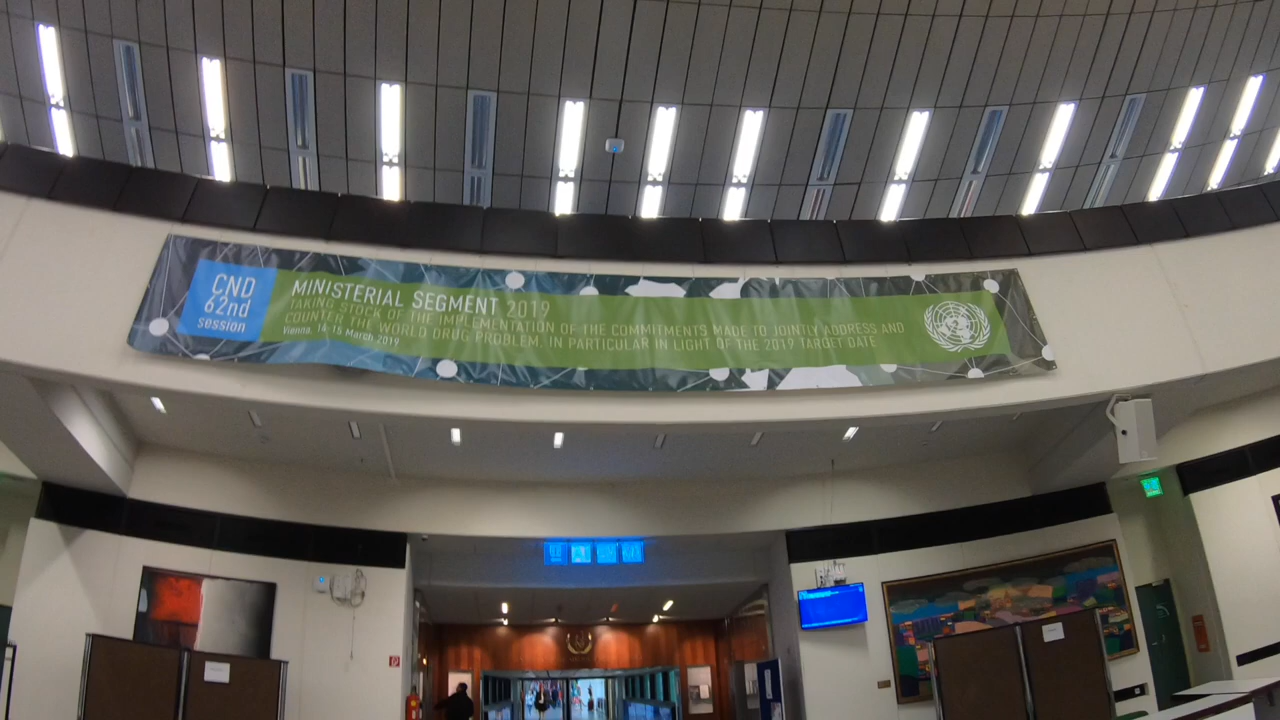 CND
62nd
session
MINISTERIAL SEGMENT 2019
TAKING STOCK OF THE IMPLEMENTATION OF THE COMMITMENTS MADE TO JOINTLY ADDRESS AND
COUNTER THE WORLD DRUG PROBLEM, IN PARTICULAR IN LIGHT OF THE 2019 TARGET DATE
Vienna, 14-15 March 2019